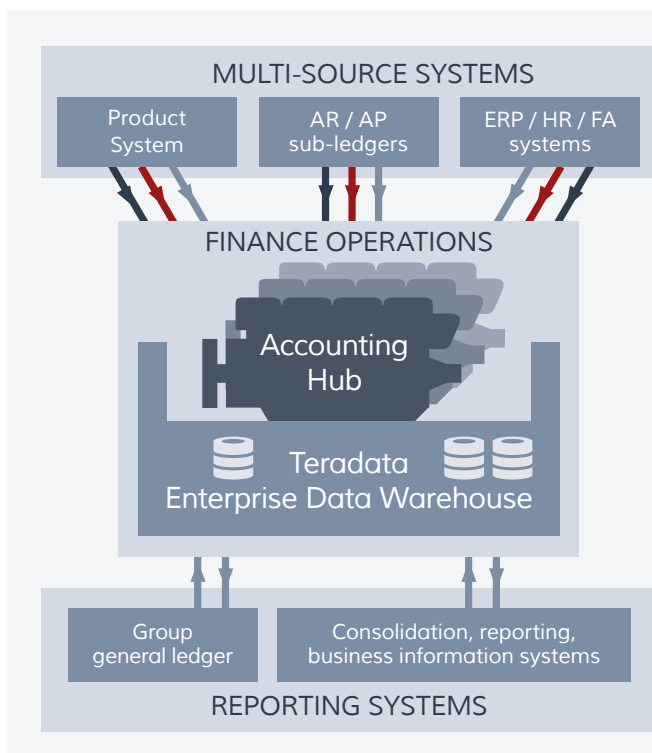 MULTI-SOURCE SYSTEMS
Product
System
AR / AP
sub-ledgers
ERP / HR / FA
systems
FINANCE OPERATIONS
Accounting
Hub
Teradata
Enterprise Data Warehouse
Group
general ledger
Consolidation, reporting,
business information systems
REPORTING SYSTEMS